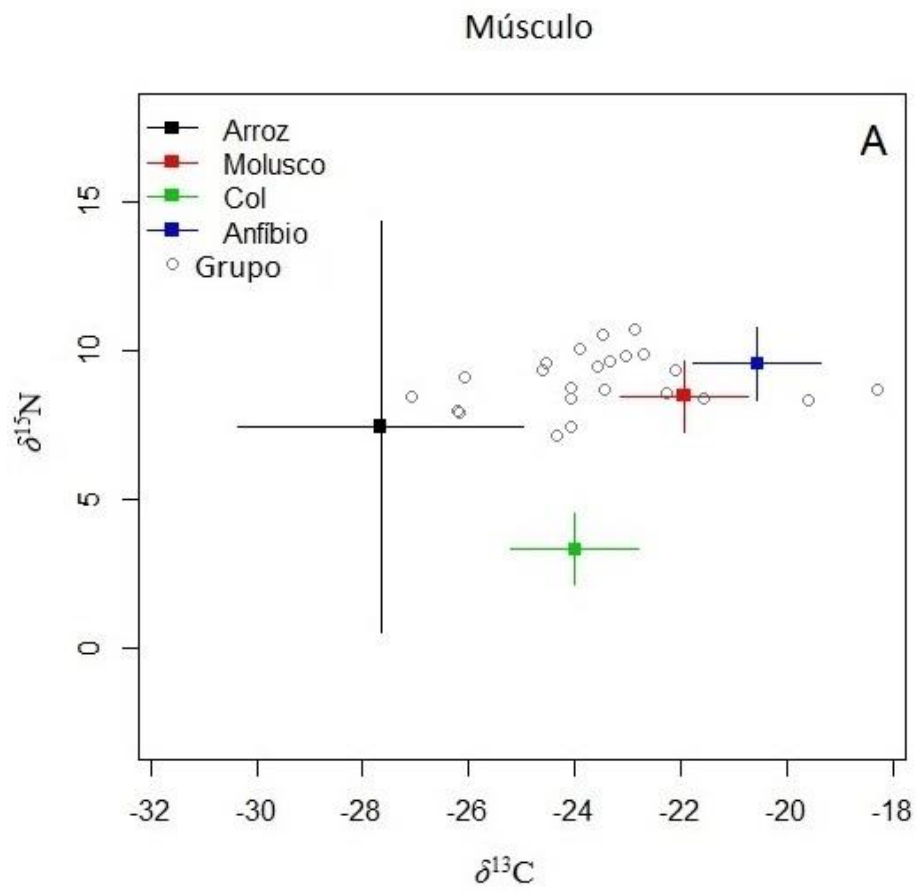 Músculo
A
Arroz
Molusco
Col
Anfíbio
Grupo
15
10
5
0
δ15N
-32 -30 -28 -26 -24 -22 -20 -18
δ13C